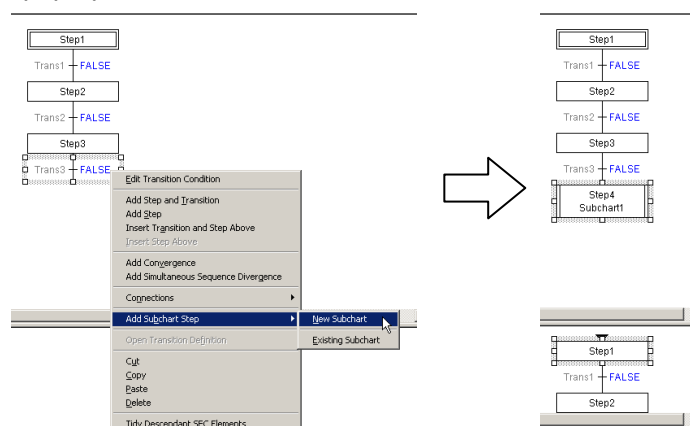 Step1
Trans1 FALSE
Step2
Trans2 FALSE
Step3
Trans3 FALSE
Edit Transition Condition
Add Step and Transition
Add Step
Insert Transition and Step Above
Insert Step Above
Add Convergence
Add Simultaneous Sequence Divergence
Connections
Add Subchart Step
New Subchart
Existing Subchart
Open Transition Definition
Cut
Copy
Paste
Delete
Tidy Descendant SFC Elements
Step1
Trans1 FALSE
Step2
Trans2 FALSE
Step3
Trans3 FALSE
Step4
Subchart1
Step1
Trans1 FALSE
Step2